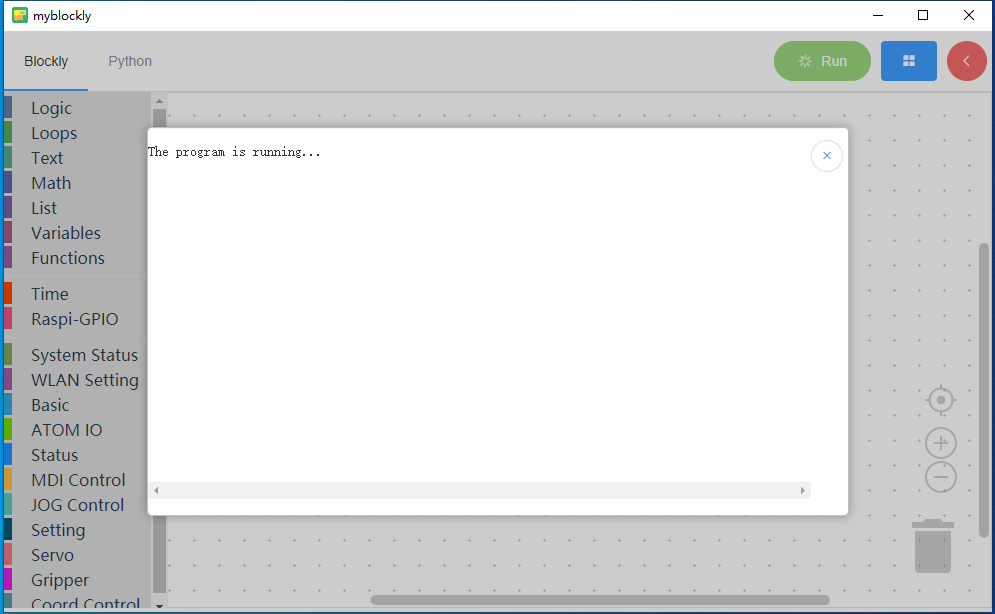 myblockly
Blockly
Python
Run
Logic
Loops
Text
Math
List
Variables
Functions
Time
Raspi-GPIO
System Status
WLAN Setting
Basic
ATOM IO
Status
MDI Control
JOG Control
Setting
Servo
Gripper
Coord Control
The program is running...